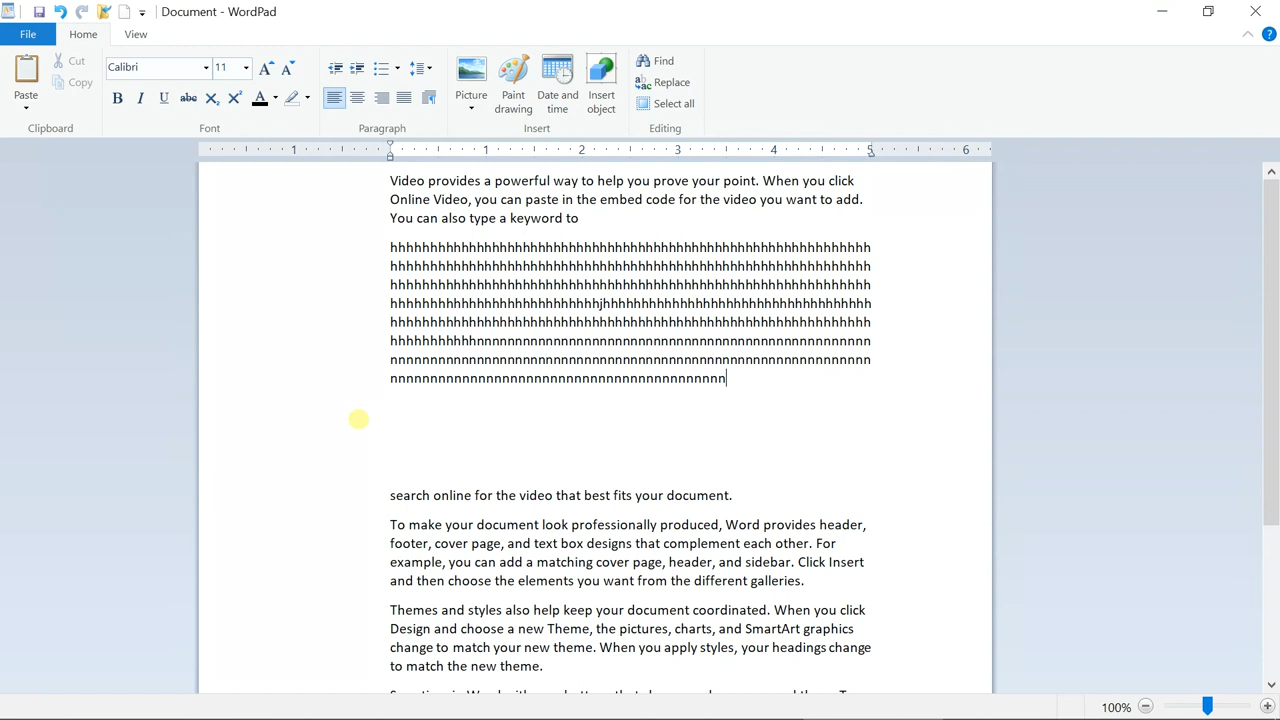 Document - WordPad
File Home View
Paste Cut Copy Clipboard
Calibri 11 Font
Paragraph
Picture Paint drawing Date and time Insert object Insert
Find Replace Select all Editing
1 1 2 3 4 5 6
Video provides a powerful way to help you prove your point. When you click
Online Video, you can paste in the embed code for the video you want to add.
You can also type a keyword to
search online for the video that best fits your document.
To make your document look professionally produced, Word provides header,
footer, cover page, and text box designs that complement each other. For
example, you can add a matching cover page, header, and sidebar. Click Insert
and then choose the elements you want from the different galleries.
Themes and styles also help keep your document coordinated. When you click
Design and choose a new Theme, the pictures, charts, and SmartArt graphics
change to match your new theme. When you apply styles, your headings change
to match the new theme.
100%